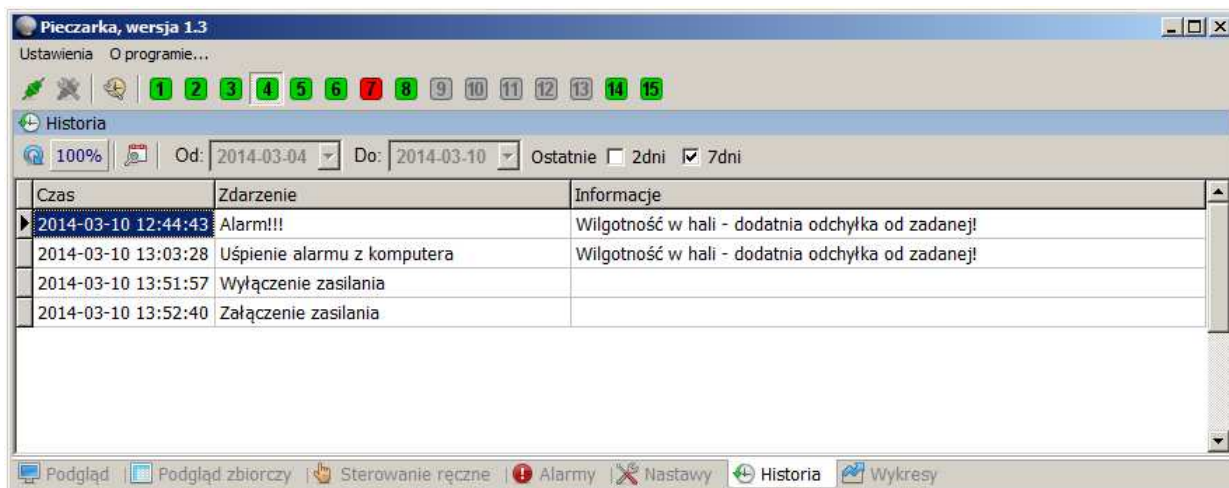 Pieczarka, wersja 1.3
Ustawienia O programie...
1 2 3 4 5 6 7 8 9 10 11 12 13 14 15
Historia
100% Od: 2014-03-04 Do: 2014-03-10 Ostatnie 2dni 7dni
Czas Zdarzenie Informacje
2014-03-10 12:44:43 Alarm!!! Wilgotność w hali - dodatnia odchyłka od zadanej!
2014-03-10 13:03:28 Uśpienie alarmu z komputera Wilgotność w hali - dodatnia odchyłka od zadanej!
2014-03-10 13:51:57 Wyłączenie zasilania
2014-03-10 13:52:40 Załączenie zasilania
Podgląd Podgląd zbiorczy Sterowanie ręczne Alarmy Nastawy Historia Wykresy